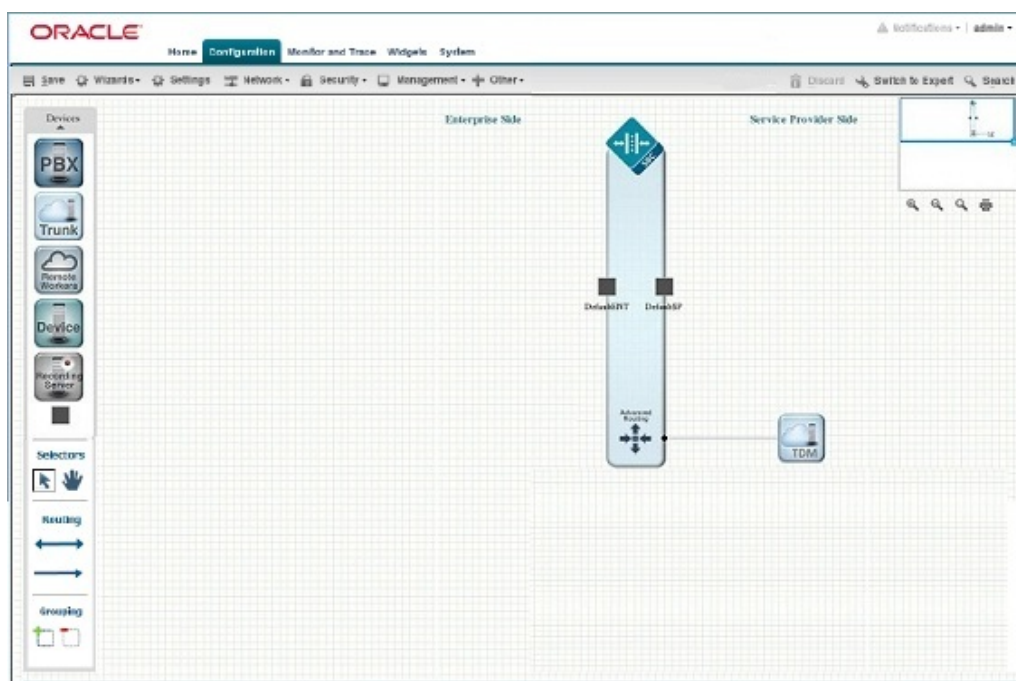 ORACLE
Notifications admin
Home Configuration Monitor and Trace Widgets System
Save Wizards Settings Network Security Management Other
Discard Switch to Expert Search
Devices
Enterprise Side
Service Provider Side
SBC
PBX
Trunk
Remote
Workers
Device
Recording
Server
DefaultENT
DefaultSP
Advanced
Routing
TDM
Selectors
Routing
Grouping